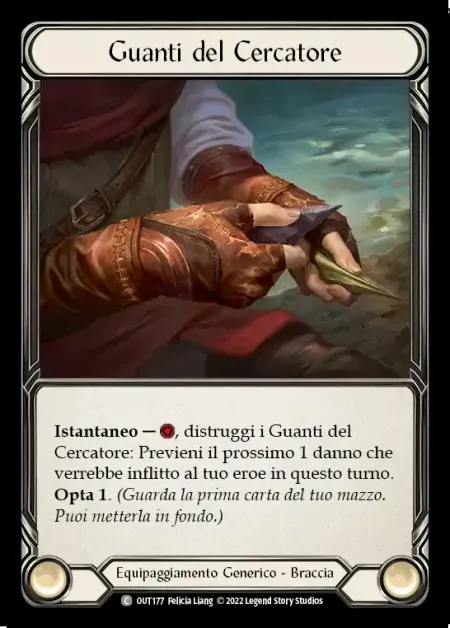 Guanti del Cercatore
Istantaneo — , distruggi i Guanti del
Cercatore: Previeni il prossimo 1 danno che
verrebbe inflitto al tuo eroe in questo turno.
Opta 1. (Guarda la prima carta del tuo mazzo.
Puoi metterla in fondo.)
Equipaggiamento Generico - Braccia
C OUT177 Felicia Liang © 2022 Legend Story Studios